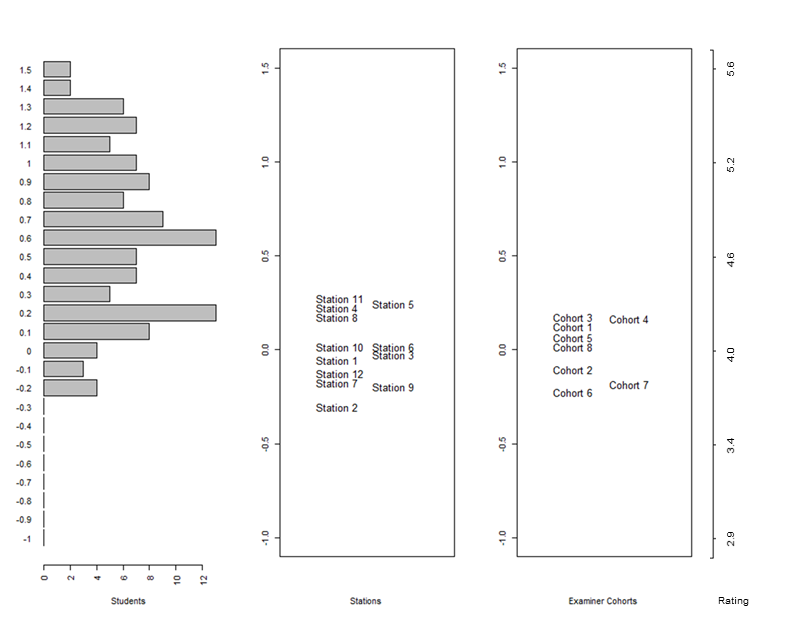 1.5
1.4
1.3
1.2
1.1
1
0.9
0.8
0.7
0.6
0.5
0.4
0.3
0.2
0.1
0
-0.1
-0.2
-0.3
-0.4
-0.5
-0.6
-0.7
-0.8
-0.9
-1
0 2 4 6 8 10 12
Students
1.5
1.0
0.5
0.0
-0.5
-1.0
Station 11
Station 5
Station 4
Station 8
Station 10 Station 6
Station 3
Station 1
Station 12
Station 7
Station 9
Station 2
Stations
1.5
1.0
0.5
0.0
-0.5
-1.0
Cohort 3
Cohort 4
Cohort 1
Cohort 5
Cohort 8
Cohort 2
Cohort 7
Cohort 6
Examiner Cohorts
5.6
5.2
4.6
4.0
3.4
2.9
Rating